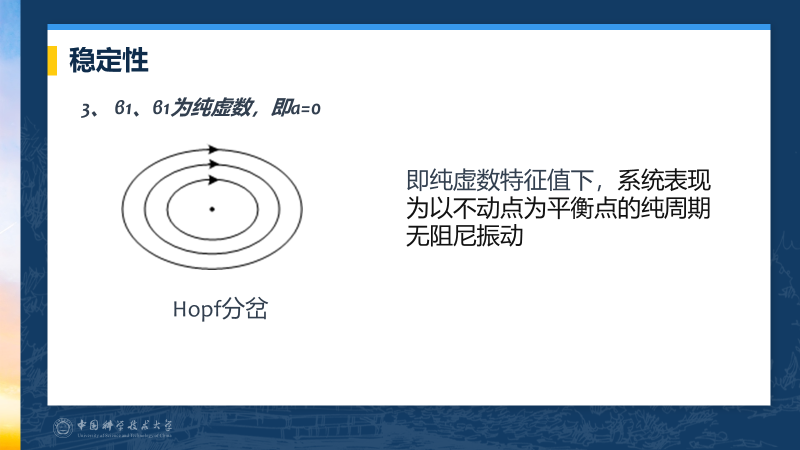 稳定性
3、 β1、β1为纯虚数，即a=0
即纯虚数特征值下，系统表现
为以不动点为平衡点的纯周期
无阻尼振动
Hopf分岔
中国科学技术大学
University of Science and Technology of China